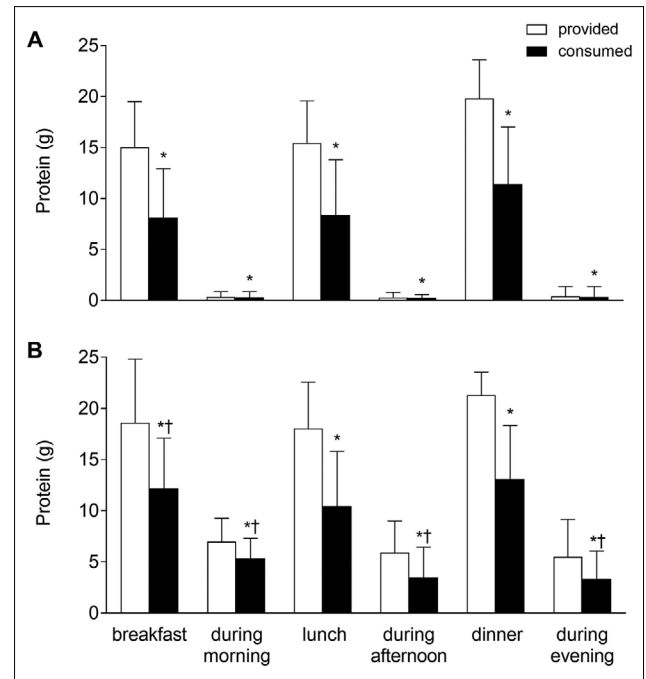 A
provided
consumed
25
20
15
10
5
0
Protein (g)
*
*
*
*
*
*
B
25
20
15
10
5
0
Protein (g)
*†
*†
*
*†
*
*†
breakfast
during
morning
lunch
during
afternoon
dinner
during
evening